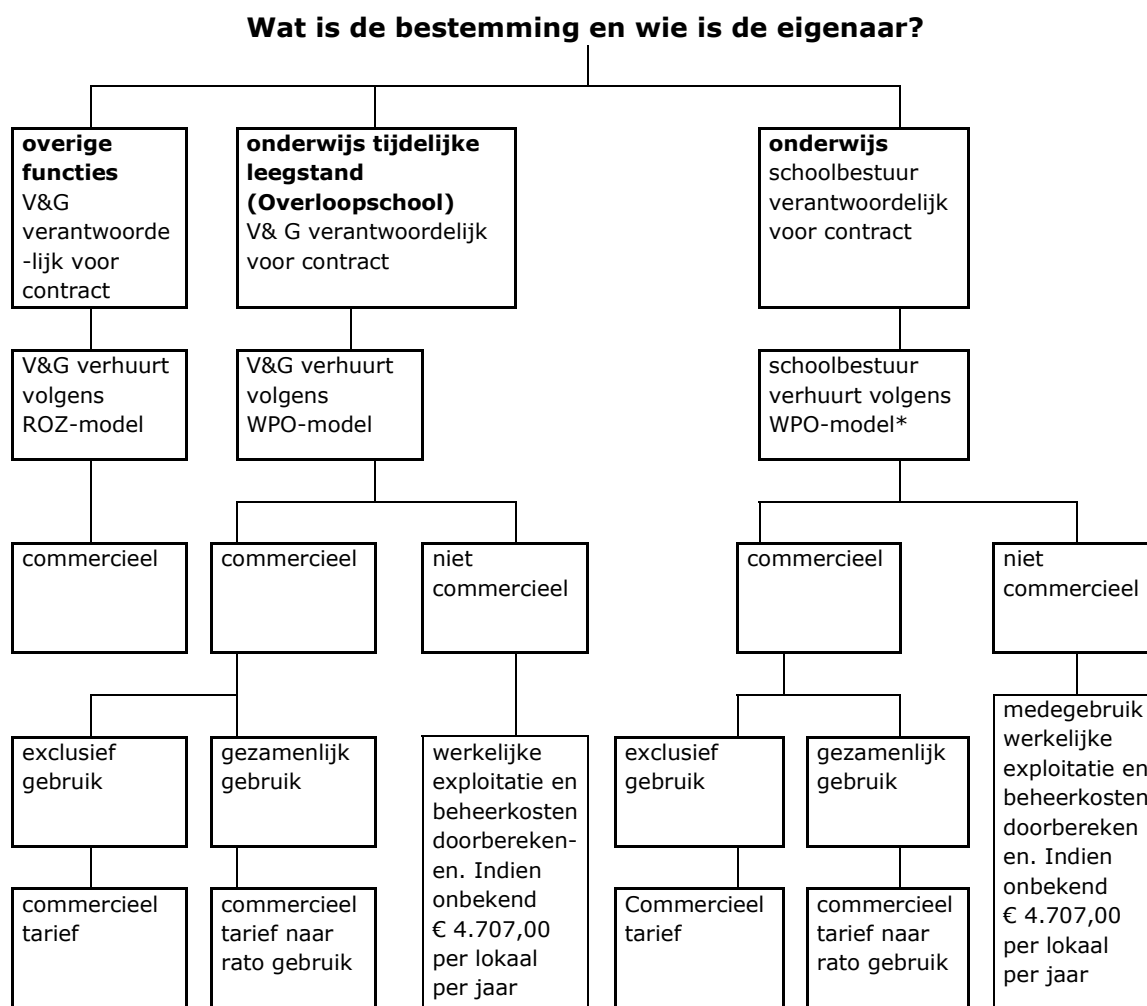 Wat is de bestemming en wie is de eigenaar?
overige
functies
V&G
verantwoorde
-lijk voor
contract
onderwijs tijdelijke
leegstand
(Overloopschool)
V& G verantwoordelijk
voor contract
onderwijs
schoolbestuur
verantwoordelijk
voor contract
V&G verhuurt
volgens
ROZ-model
V&G verhuurt
volgens
WPO-model
schoolbestuur
verhuurt volgens
WPO-model*
commercieel
commercieel
niet
commercieel
commercieel
niet
commercieel
exclusief
gebruik
gezamenlijk
gebruik
werkelijke
exploitatie en
beheerkosten
doorbereken-
en. Indien
onbekend
€ 4.707,00
per lokaal
per jaar
exclusief
gebruik
gezamenlijk
gebruik
medegebruik
werkelijke
exploitatie en
beheerkosten
doorbereken
en. Indien
onbekend
€ 4.707,00
per lokaal
per jaar
commercieel
tarief
commercieel
tarief naar
rato gebruik
Commercieel
tarief
commercieel
tarief naar
rato gebruik